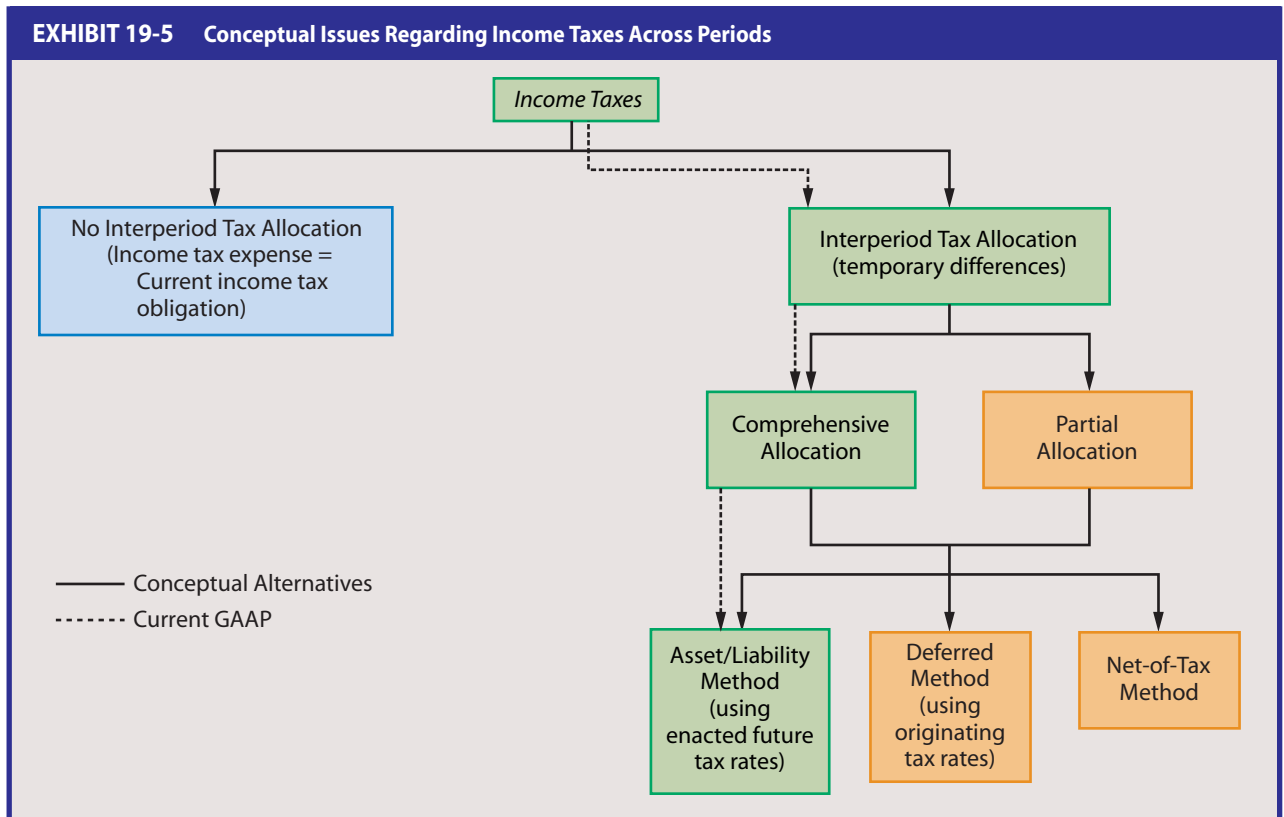 EXHIBIT 19-5 Conceptual Issues Regarding Income Taxes Across Periods
Income Taxes
No Interperiod Tax Allocation
(Income tax expense =
Current income tax
obligation)
Interperiod Tax Allocation
(temporary differences)
Comprehensive
Allocation
Partial
Allocation
Conceptual Alternatives
Current GAAP
Asset/Liability
Method
(using
enacted future
tax rates)
Deferred
Method
(using
originating
tax rates)
Net-of-Tax
Method